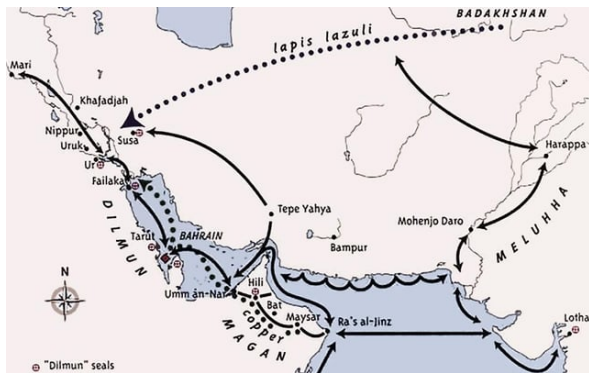 BADAKHSHAN
lapis lazuli
Mari
Khafadjah
Nippur
Uruk
Susa
Ur
Failaka
Harappa
DILMUN
Tarut
BAHRAIN
Tepe Yahya
Bampur
Mohenjo Daro
MELUHHA
N
Umm an-Nar
Hili
Bat
copper
Maysar
MAGAN
Ra's al-Jinz
Lotha
"Dilmun" seals